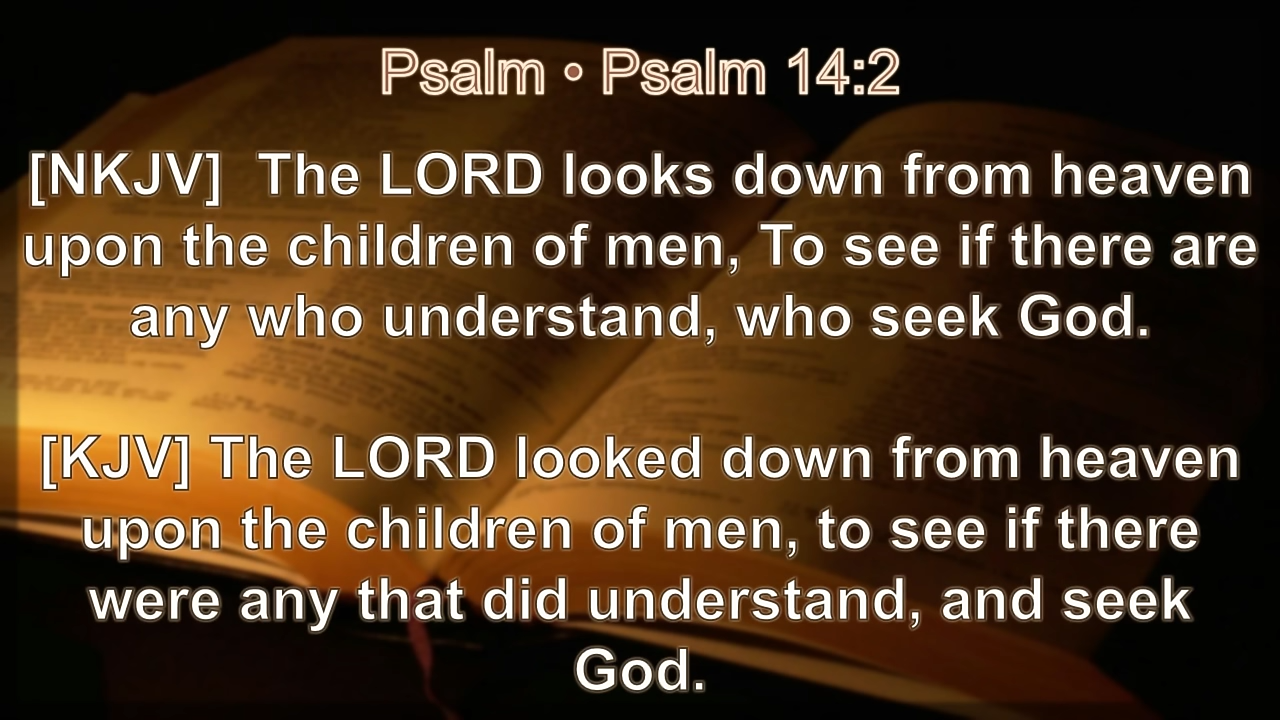 Psalm • Psalm 14:2
[NKJV]  The LORD looks down from heaven
upon the children of men, To see if there are
any who understand, who seek God.
[KJV] The LORD looked down from heaven
upon the children of men, to see if there
were any that did understand, and seek
God.